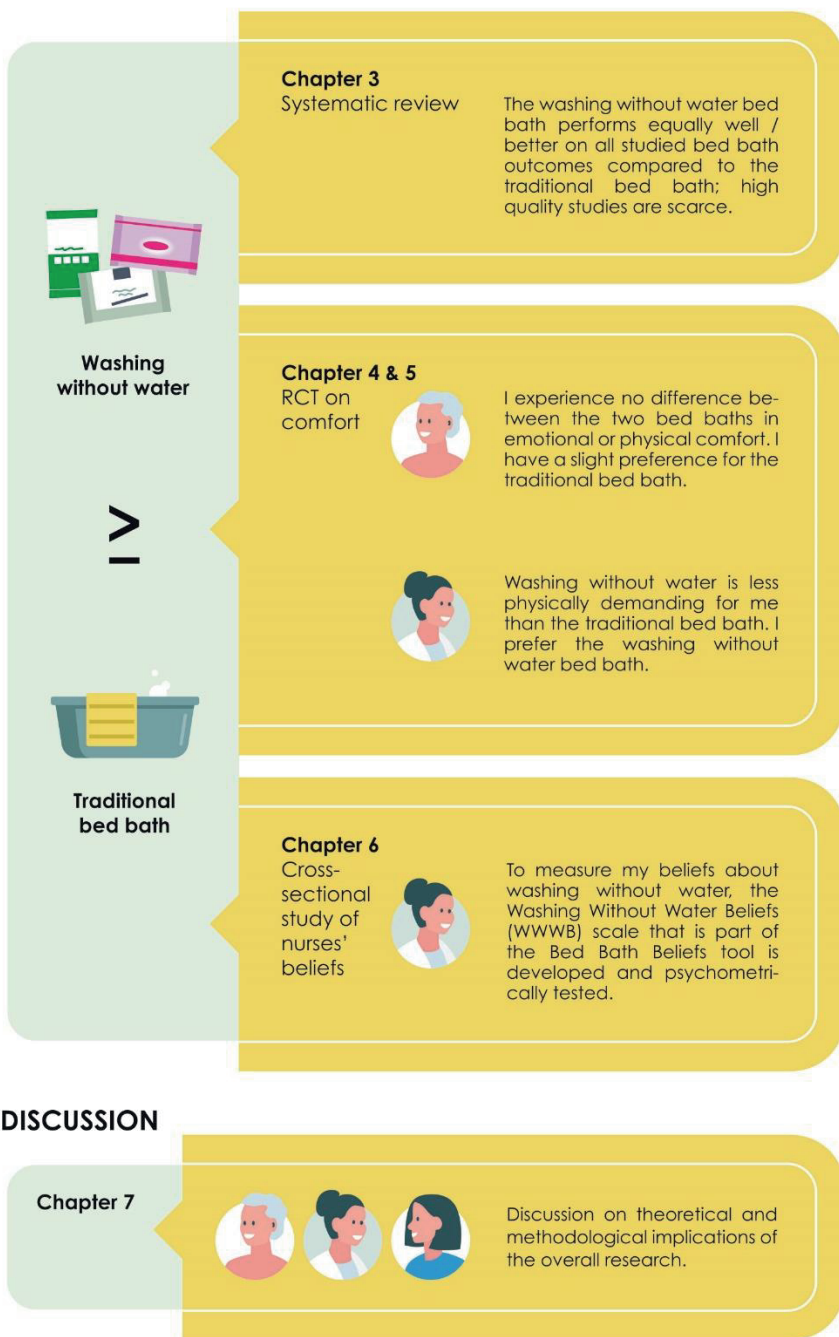 Chapter 3
Systematic review
The washing without water bed
bath performs equally well /
better on all studied bed bath
outcomes compared to the
traditional bed bath; high
quality studies are scarce.
Washing
without water
Chapter 4 & 5
RCT on
comfort
I experience no difference be-
tween the two bed baths in
emotional or physical comfort. I
have a slight preference for the
traditional bed bath.
≥
Washing without water is less
physically demanding for me
than the traditional bed bath. I
prefer the washing without
water bed bath.
Traditional
bed bath
Chapter 6
Cross-
sectional
study of
nurses'
beliefs
To measure my beliefs about
washing without water, the
Washing Without Water Beliefs
(WWWB) scale that is part of
the Bed Bath Beliefs tool is
developed and psychometri-
cally tested.
DISCUSSION
Chapter 7
Discussion on theoretical and
methodological implications of
the overall research.